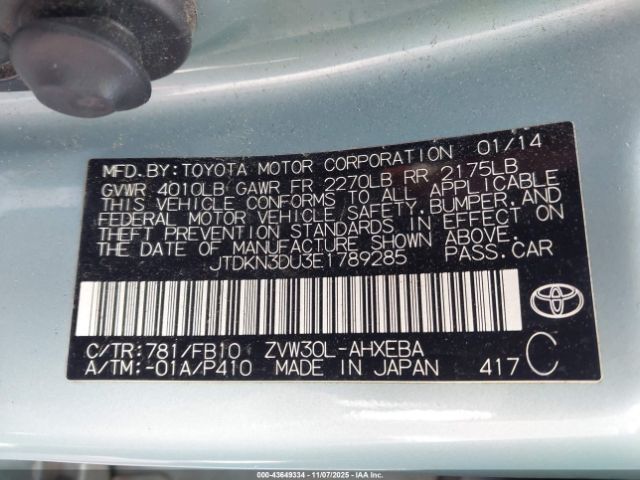 MFD.BY:TOYOTA MOTOR CORPORATION 01/14
GVWR 4010LB GAWR FR 2270LB RR 2175LB
THIS VEHICLE CONFORMS TO ALL APPLICABLE
FEDERAL MOTOR VEHICLE SAFETY,BUMPER,AND
THEFT PREVENTION STANDARDS IN EFFECT ON
THE DATE OF MANUFACTURE SHOWN ABOVE.
JTDKN3DU3E1789285 PASS.CAR
C/TR:781/FB10 ZVW30L-AHXEBA
A/TM:-01A/P410 MADE IN JAPAN 417 C
000-43649334 - 11/07/2025 - IAAI.COM